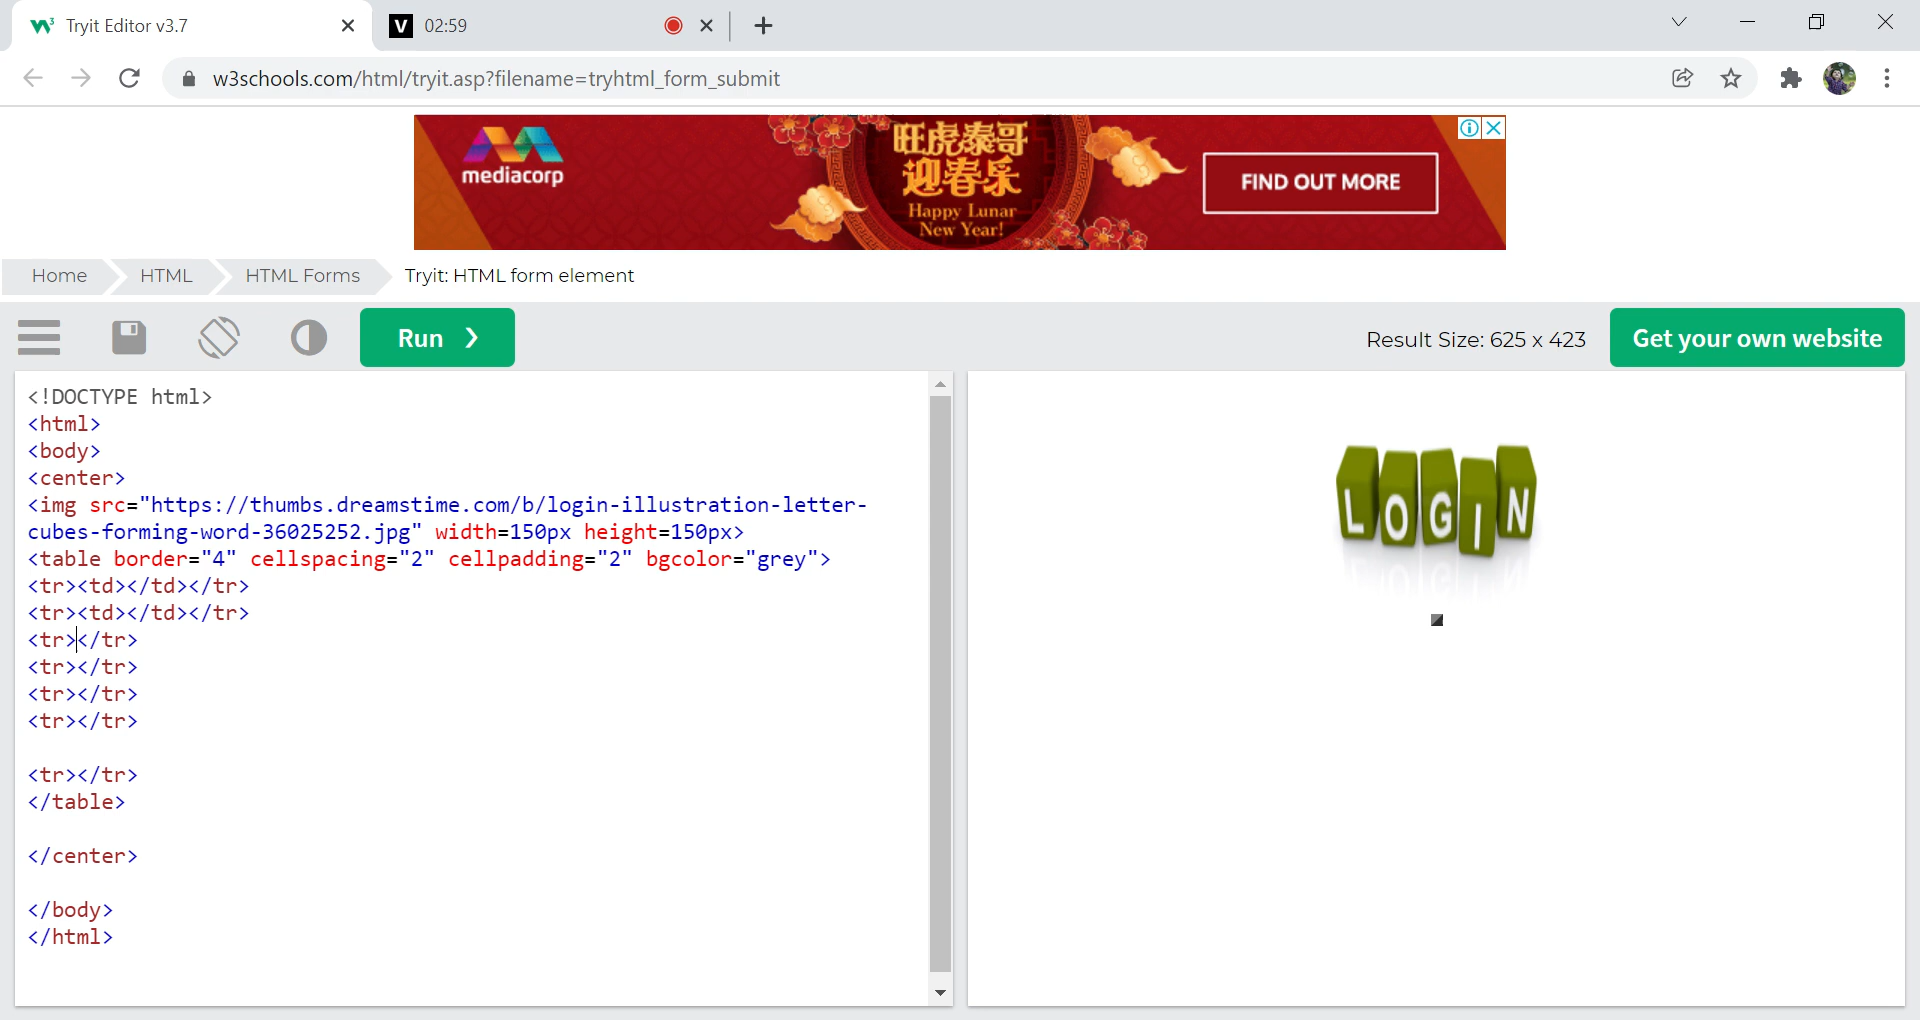 Tryit Editor v3.7
02:59
w3schools.com/html/tryit.asp?filename=tryhtml_form_submit
mediacorp
旺虎泰哥
迎春乐
Happy Lunar
New Year!
FIND OUT MORE
Home
HTML
HTML Forms
Tryit: HTML form element
Run ❯
Result Size: 625 x 423
Get your own website
<!DOCTYPE html>
<html>
<body>
<center>
<img src="https://thumbs.dreamstime.com/b/login-illustration-letter-
cubes-forming-word-36025252.jpg" width=150px height=150px>
<table border="4" cellspacing="2" cellpadding="2" bgcolor="grey">
<tr><td></td></tr>
<tr><td></td></tr>
<tr></tr>
<tr></tr>
<tr></tr>
<tr></tr>
<tr></tr>
</table>
</center>
</body>
</html>
LOGIN